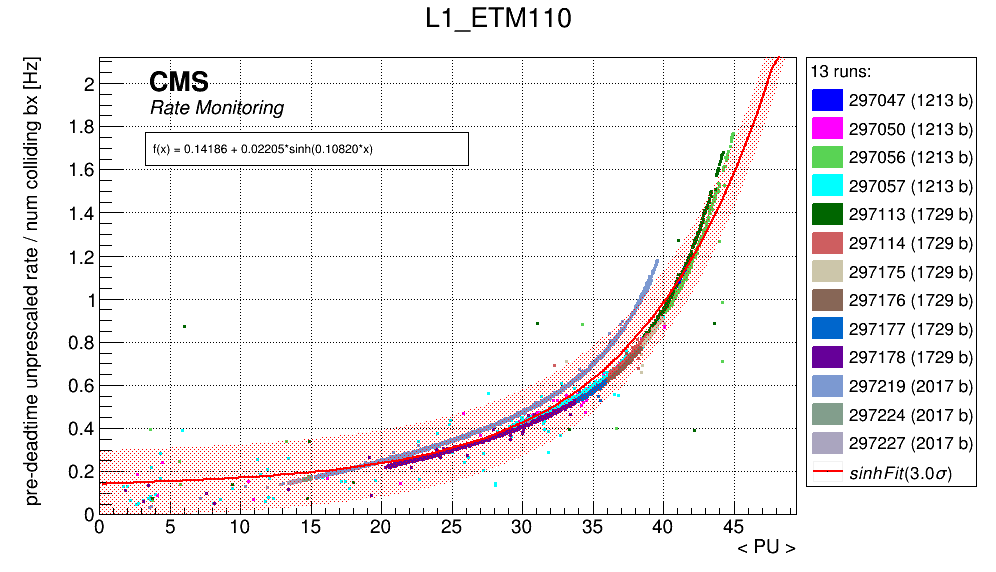 L1_ETM110
pre-deadtime unprescaled rate / num colliding bx [Hz]
CMS
Rate Monitoring
f(x) = 0.14186 + 0.02205*sinh(0.10820*x)
2
1.8
1.6
1.4
1.2
1
0.8
0.6
0.4
0.2
0
0 5 10 15 20 25 30 35 40 45
< PU >
13 runs:
297047 (1213 b)
297050 (1213 b)
297056 (1213 b)
297057 (1213 b)
297113 (1729 b)
297114 (1729 b)
297175 (1729 b)
297176 (1729 b)
297177 (1729 b)
297178 (1729 b)
297219 (2017 b)
297224 (2017 b)
297227 (2017 b)
sinhFit(3.0σ)